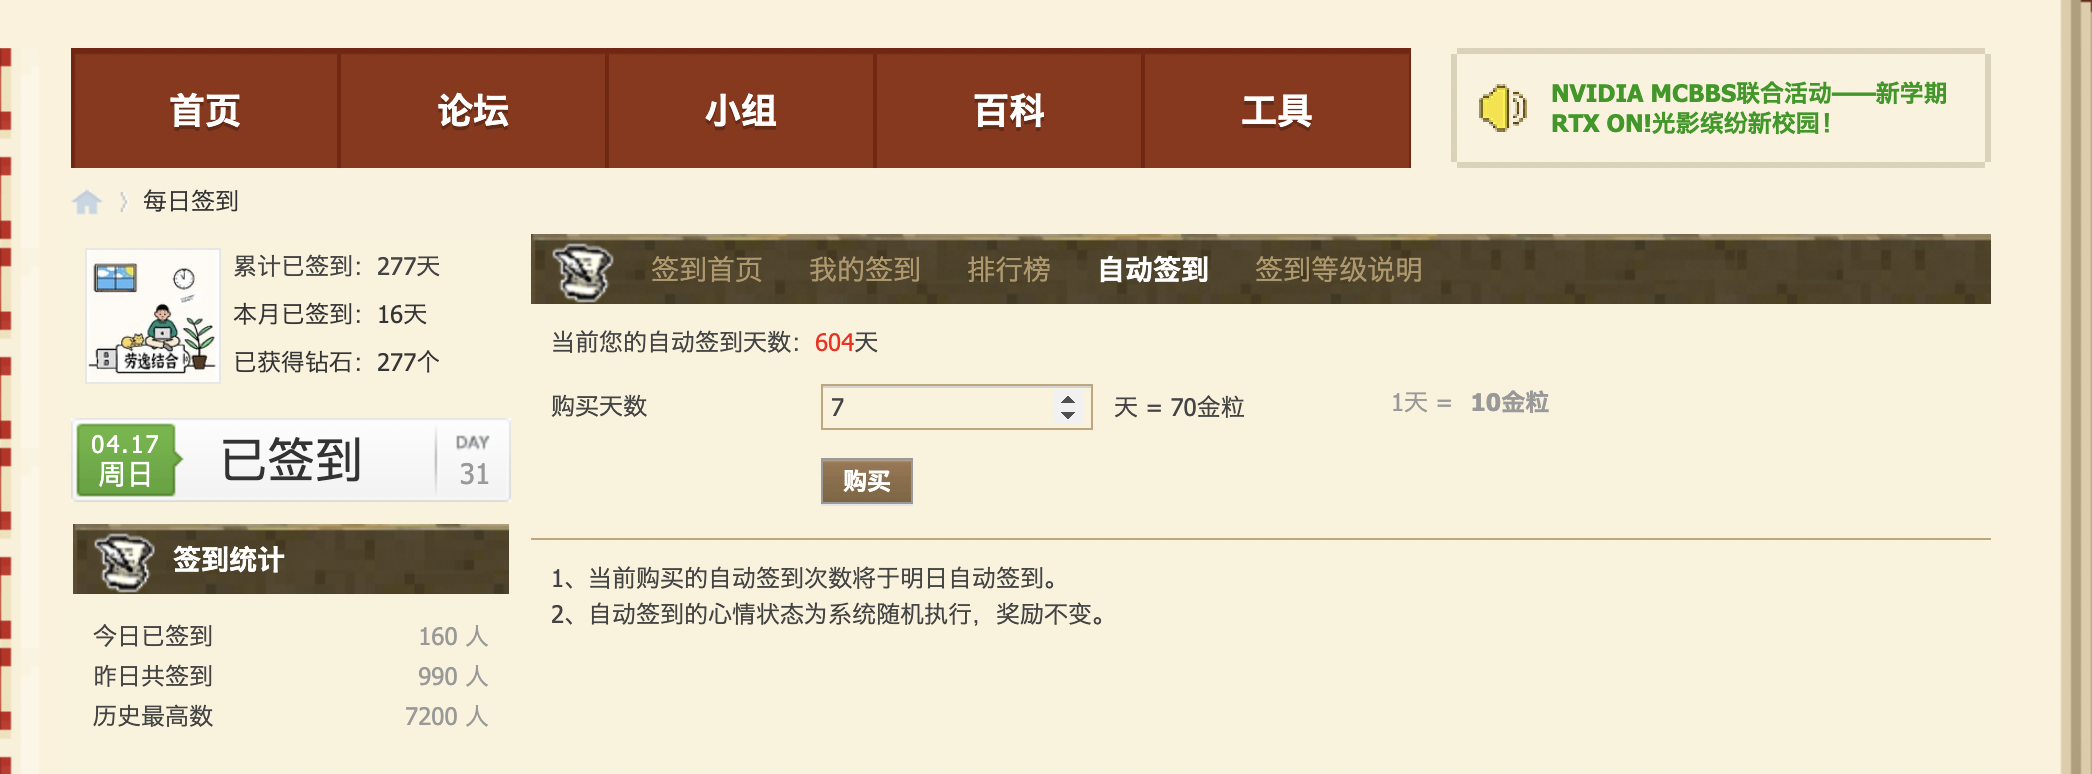 首页 论坛 小组 百科 工具
NVIDIA MCBBS联合活动——新学期
RTX ON!光影缤纷新校园！
每日签到
累计已签到：277天
本月已签到：16天
已获得钻石：277个
劳逸结合
04.17
周日
已签到
DAY
31
签到统计
今日已签到 160 人
昨日共签到 990 人
历史最高数 7200 人
签到首页 我的签到 排行榜 自动签到 签到等级说明
当前您的自动签到天数：604天
购买天数 7 天 = 70金粒 1天 = 10金粒
购买
1、当前购买的自动签到次数将于明日自动签到。
2、自动签到的心情状态为系统随机执行，奖励不变。